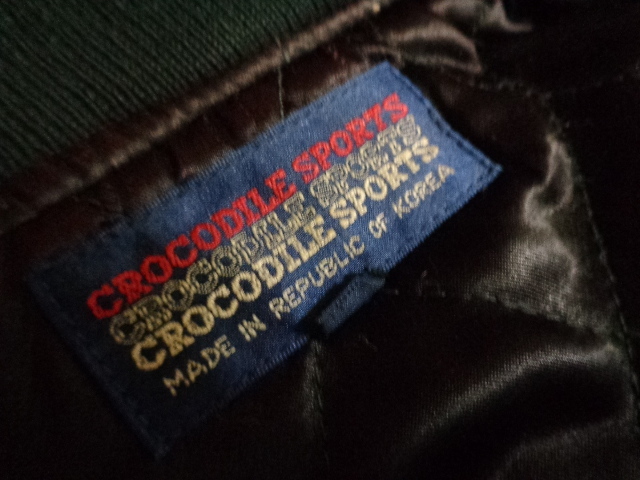 CROCODILE SPORTS
CROCODILE SPORTS
CROCODILE SPORTS
MADE IN REPUBLIC OF KOREA